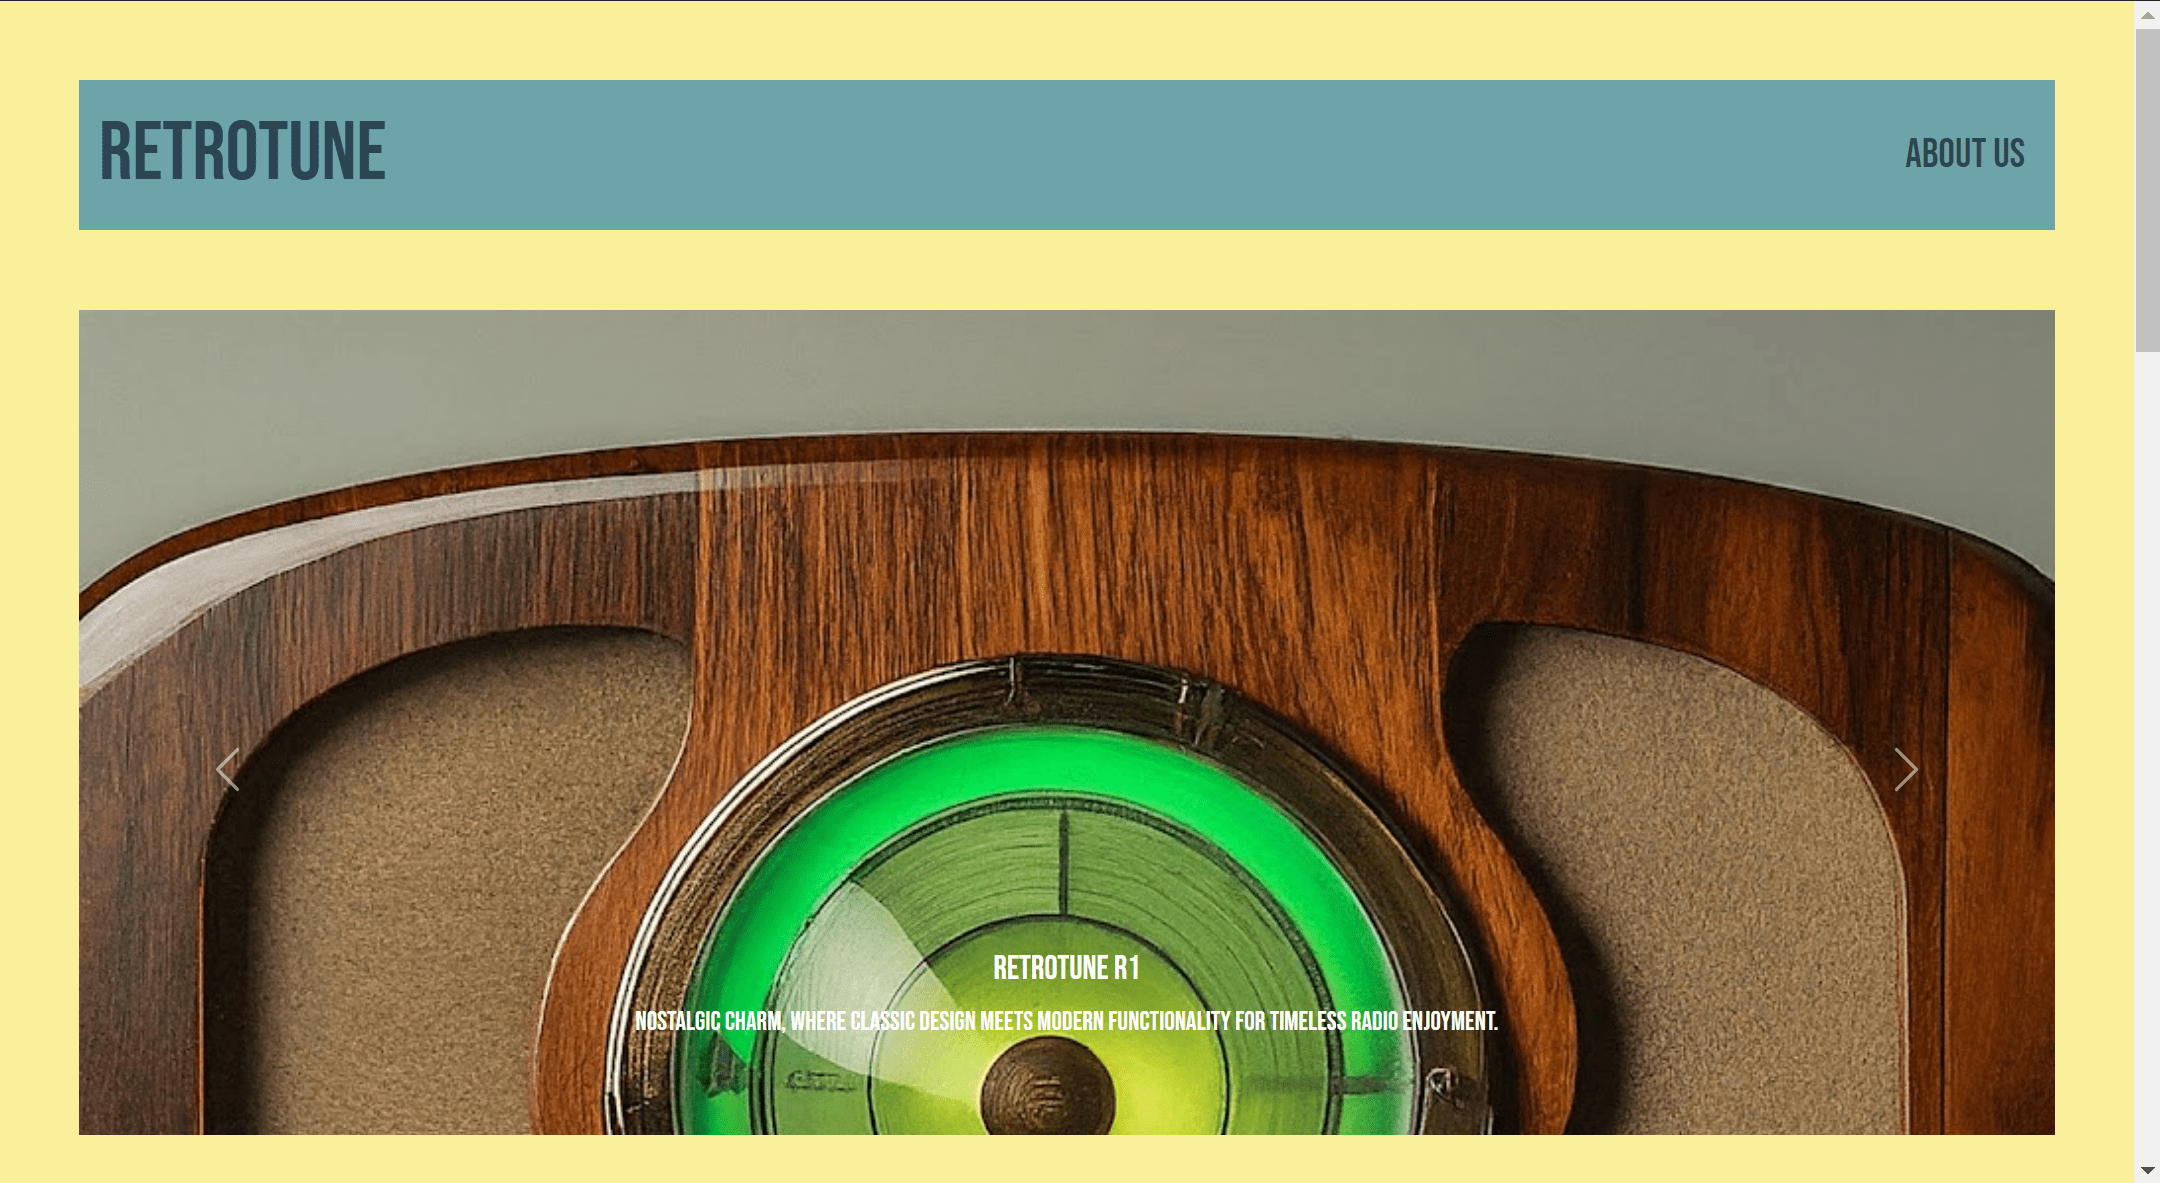 RETROTUNE
ABOUT US
RETROTUNE R1
NOSTALGIC CHARM, WHERE CLASSIC DESIGN MEETS MODERN FUNCTIONALITY FOR TIMELESS RADIO ENJOYMENT.